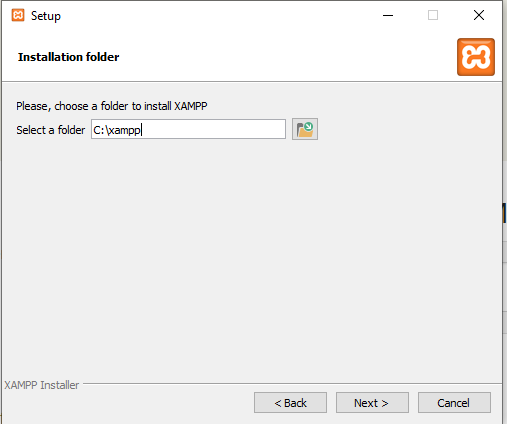 Setup
Installation folder
Please, choose a folder to install XAMPP
Select a folder C:\xampp
XAMPP Installer
< Back Next > Cancel